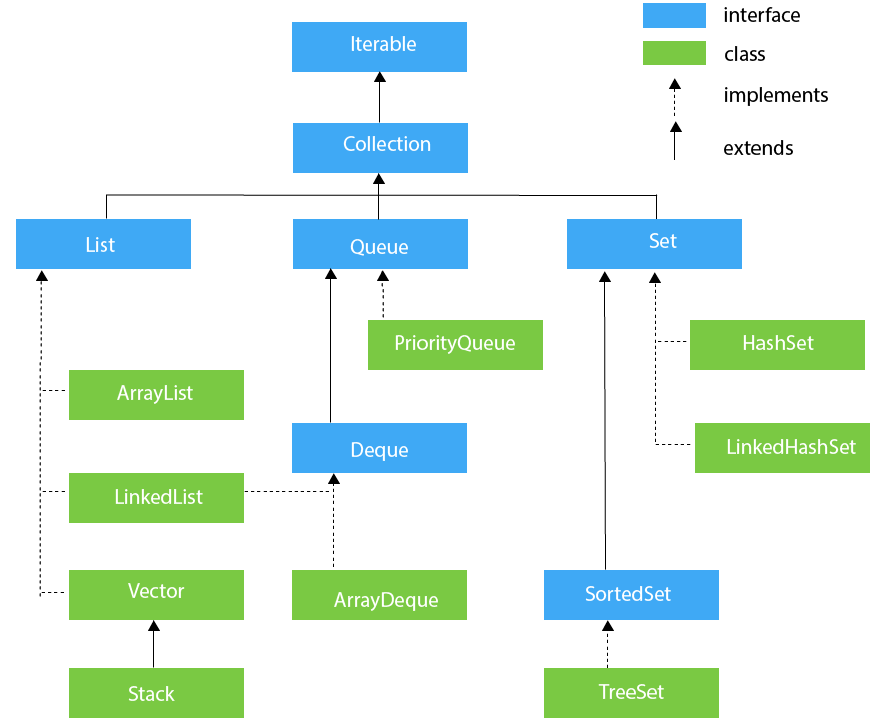 interface
Iterable
class
implements
Collection
extends
List
Queue
Set
PriorityQueue
HashSet
ArrayList
Deque
LinkedHashSet
LinkedList
Vector
ArrayDeque
SortedSet
Stack
TreeSet